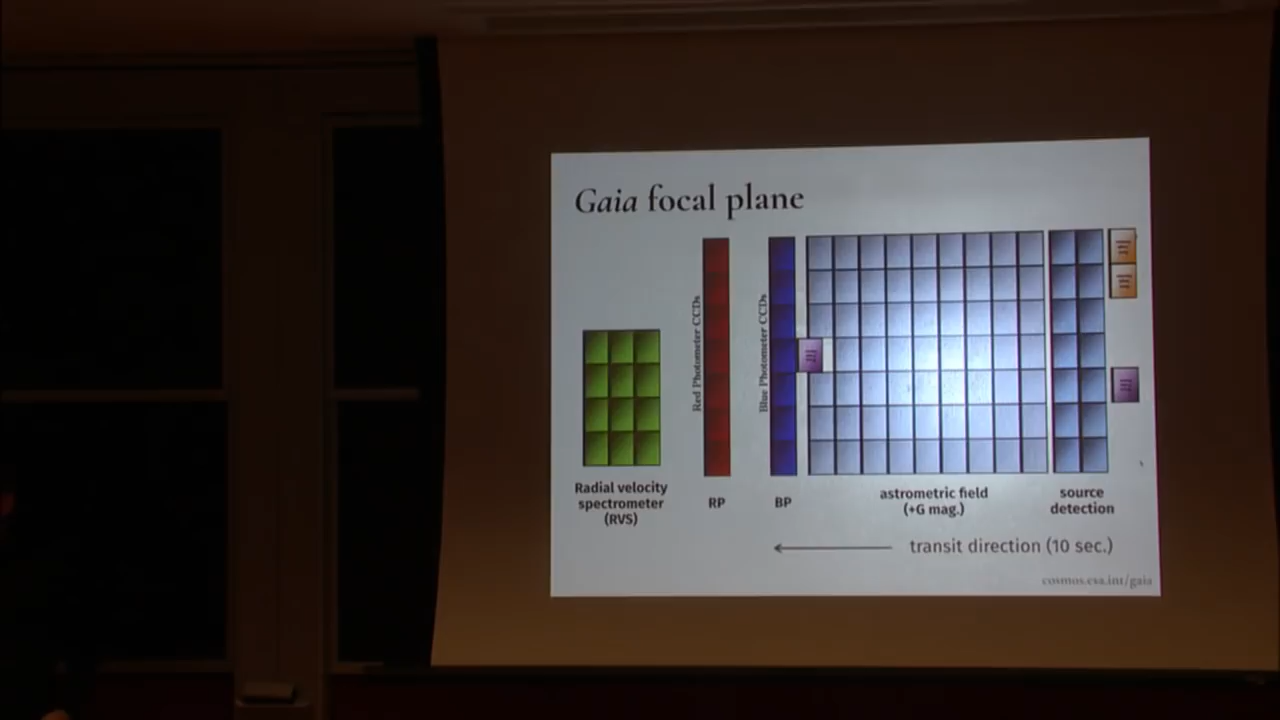 Gaia focal plane
Red Photometer CCDs
Blue Photometer CCDs
Radial velocity
spectrometer
(RVS)
RP
BP
astrometric field
(+G mag.)
source
detection
transit direction (10 sec.)
cosmos.esa.int/gaia